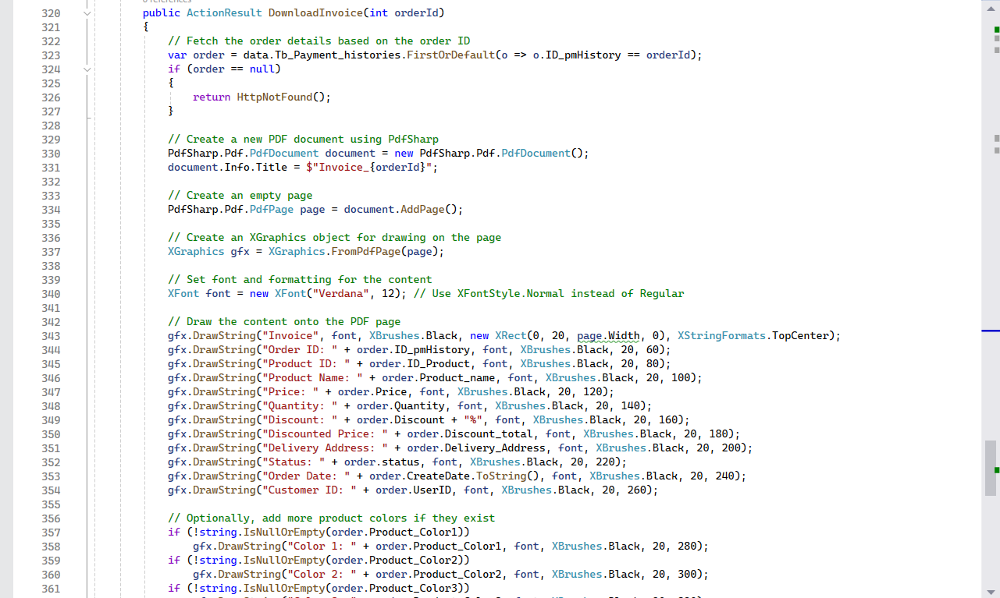 0 references
320 public ActionResult DownloadInvoice(int orderId)
321 {
322 // Fetch the order details based on the order ID
323 var order = data.Tb_Payment_histories.FirstOrDefault(o => o.ID_pmHistory == orderId);
324 if (order == null)
325 {
326 return HttpNotFound();
327 }
328
329 // Create a new PDF document using PdfSharp
330 PdfSharp.Pdf.PdfDocument document = new PdfSharp.Pdf.PdfDocument();
331 document.Info.Title = $"Invoice_{orderId}";
332
333 // Create an empty page
334 PdfSharp.Pdf.PdfPage page = document.AddPage();
335
336 // Create an XGraphics object for drawing on the page
337 XGraphics gfx = XGraphics.FromPdfPage(page);
338
339 // Set font and formatting for the content
340 XFont font = new XFont("Verdana", 12); // Use XFontStyle.Normal instead of Regular
341
342 // Draw the content onto the PDF page
343 gfx.DrawString("Invoice", font, XBrushes.Black, new XRect(0, 20, page.Width, 0), XStringFormats.TopCenter);
344 gfx.DrawString("Order ID: " + order.ID_pmHistory, font, XBrushes.Black, 20, 60);
345 gfx.DrawString("Product ID: " + order.ID_Product, font, XBrushes.Black, 20, 80);
346 gfx.DrawString("Product Name: " + order.Product_name, font, XBrushes.Black, 20, 100);
347 gfx.DrawString("Price: " + order.Price, font, XBrushes.Black, 20, 120);
348 gfx.DrawString("Quantity: " + order.Quantity, font, XBrushes.Black, 20, 140);
349 gfx.DrawString("Discount: " + order.Discount + "%", font, XBrushes.Black, 20, 160);
350 gfx.DrawString("Discounted Price: " + order.Discount_total, font, XBrushes.Black, 20, 180);
351 gfx.DrawString("Delivery Address: " + order.Delivery_Address, font, XBrushes.Black, 20, 200);
352 gfx.DrawString("Status: " + order.status, font, XBrushes.Black, 20, 220);
353 gfx.DrawString("Order Date: " + order.CreateDate.ToString(), font, XBrushes.Black, 20, 240);
354 gfx.DrawString("Customer ID: " + order.UserID, font, XBrushes.Black, 20, 260);
355
356 // Optionally, add more product colors if they exist
357 if (!string.IsNullOrEmpty(order.Product_Color1))
358 gfx.DrawString("Color 1: " + order.Product_Color1, font, XBrushes.Black, 20, 280);
359 if (!string.IsNullOrEmpty(order.Product_Color2))
360 gfx.DrawString("Color 2: " + order.Product_Color2, font, XBrushes.Black, 20, 300);
361 if (!string.IsNullOrEmpty(order.Product_Color3))